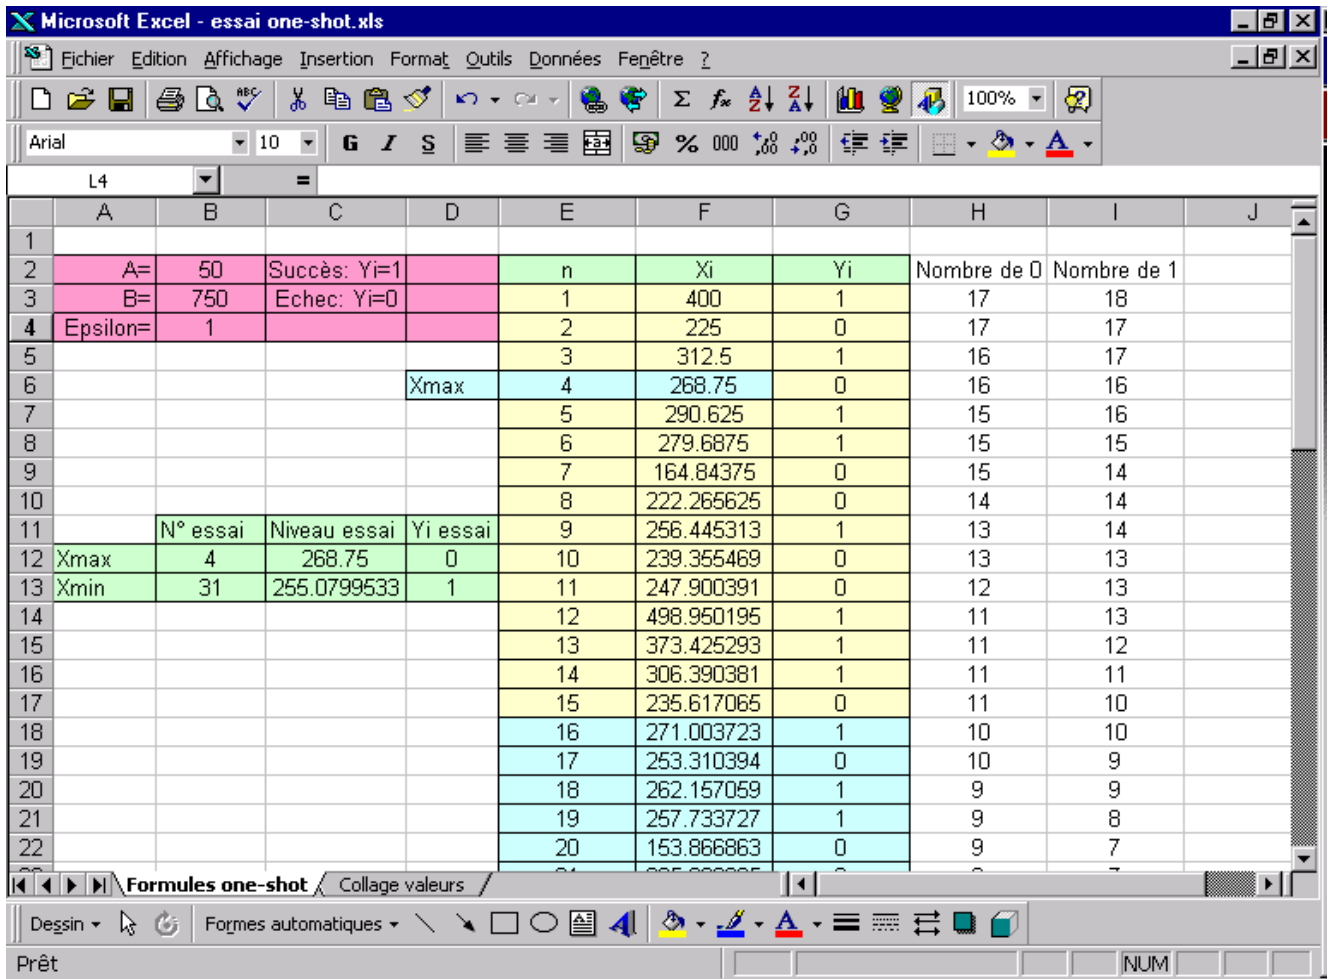 Microsoft Excel - essai one-shot.xls
Fichier Edition Affichage Insertion Format Outils Données Fenêtre ?
ABC Σ fx A Z Z A 100% ?
Arial 10 G I S % 000 A
L4 =
A B C D E F G H I J
1
2 A= 50 Succès: Yi=1 n Xi Yi Nombre de 0 Nombre de 1
3 B= 750 Echec: Yi=0 1 400 1 17 18
4 Epsilon= 1 2 225 0 17 17
5 3 312.5 1 16 17
6 Xmax 4 268.75 0 16 16
7 5 290.625 1 15 16
8 6 279.6875 1 15 15
9 7 164.84375 0 15 14
10 8 222.265625 0 14 14
11 N° essai Niveau essai Yi essai 9 256.445313 1 13 14
12 Xmax 4 268.75 0 10 239.355469 0 13 13
13 Xmin 31 255.0799533 1 11 247.900391 0 12 13
14 12 498.950195 1 11 13
15 13 373.425293 1 11 12
16 14 306.390381 1 11 11
17 15 235.617065 0 11 10
18 16 271.003723 1 10 10
19 17 253.310394 0 10 9
20 18 262.157059 1 9 9
21 19 257.733727 1 9 8
22 20 153.866863 0 9 7
Formules one-shot Collage valeurs
Dessin Formes automatiques A A
Prêt NUM